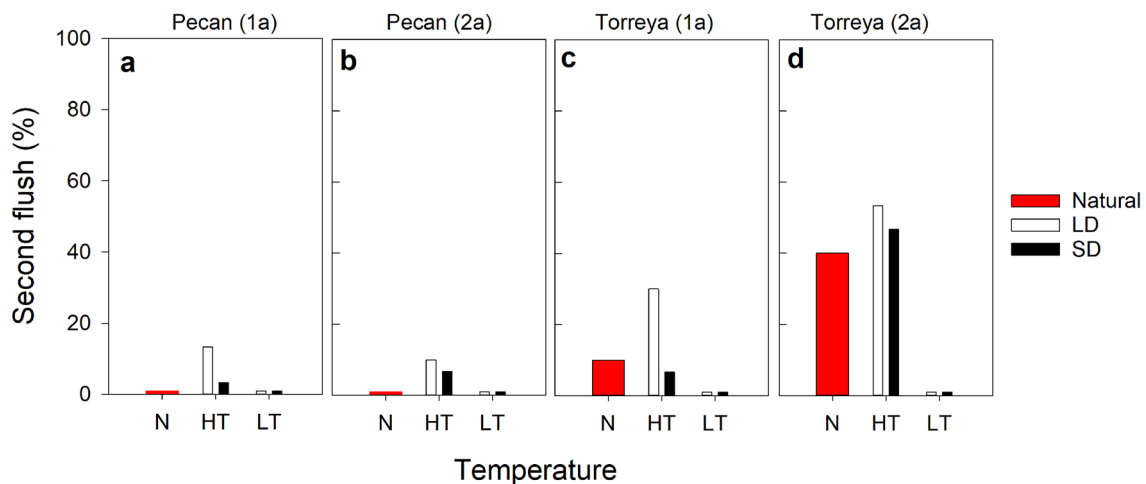 Pecan (1a) Pecan (2a) Torreya (1a) Torreya (2a)
a b c d
100
80
60
40
20
0
Second flush (%)
Natural
LD
SD
N HT LT N HT LT N HT LT N HT LT
Temperature